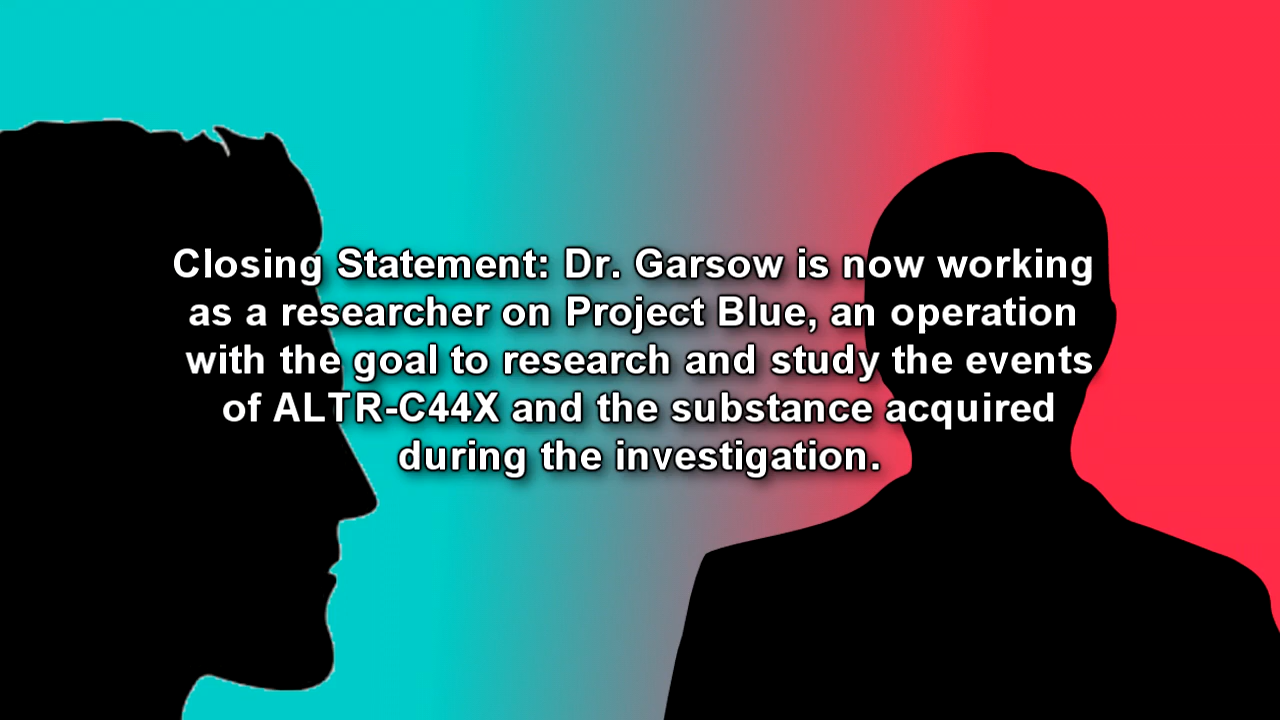 Closing Statement: Dr. Garsow is now working
as a researcher on Project Blue, an operation
with the goal to research and study the events
of ALTR-C44X and the substance acquired
during the investigation.